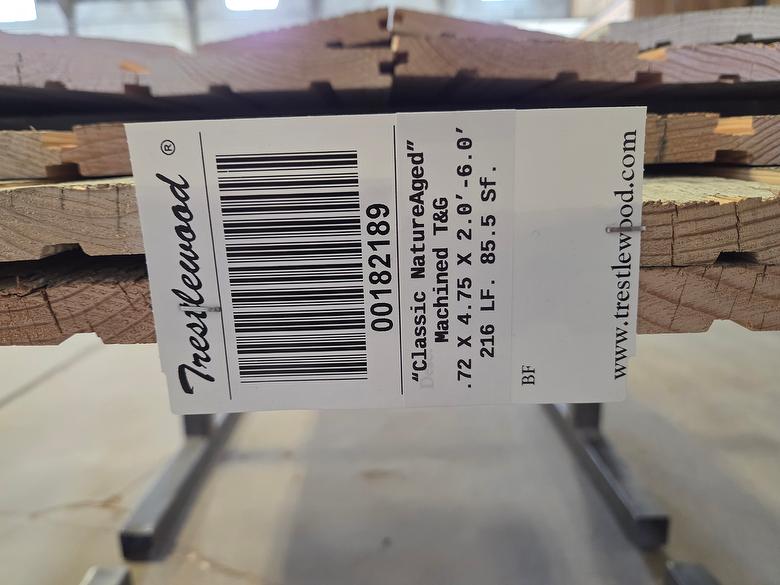 Trestlewood ®
00182189
"Classic NatureAged"
Machined T&G
.72 X 4.75 X 2.0'-6.0'
216 LF. 85.5 Sf.
BF
www.trestlewood.com